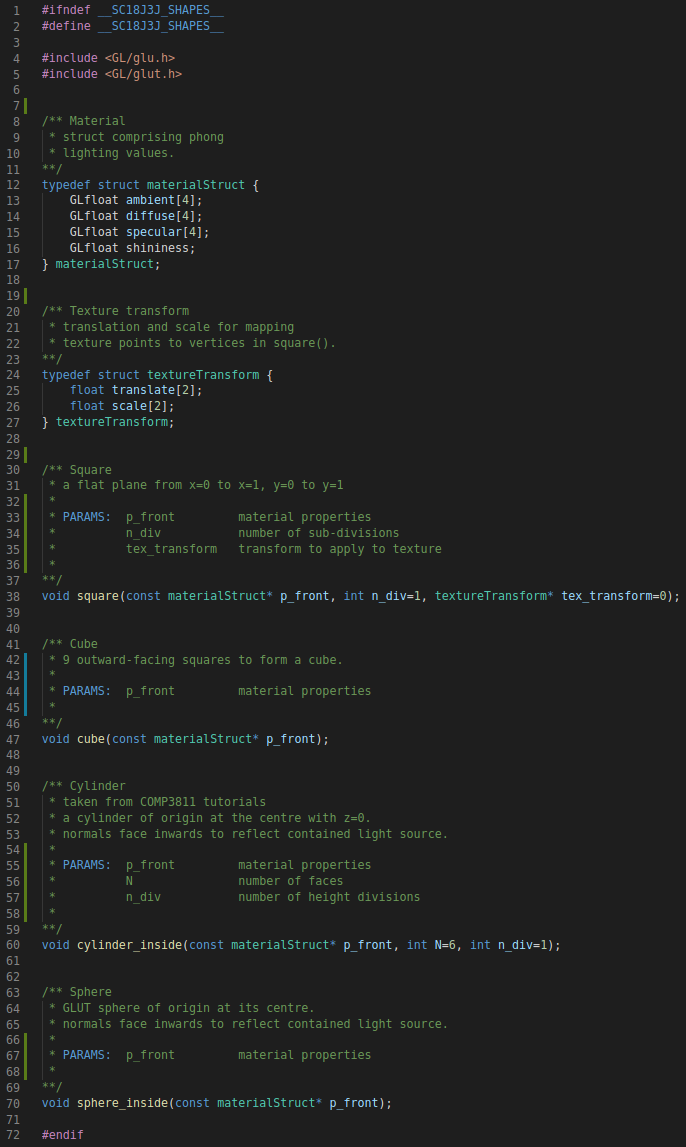 1 #ifndef __SC18J3J_SHAPES__
2 #define __SC18J3J_SHAPES__
3
4 #include <GL/glu.h>
5 #include <GL/glut.h>
6
7
8 /** Material
9  * struct comprising phong
10  * lighting values.
11 **/
12 typedef struct materialStruct {
13     GLfloat ambient[4];
14     GLfloat diffuse[4];
15     GLfloat specular[4];
16     GLfloat shininess;
17 } materialStruct;
18
19
20 /** Texture transform
21  * translation and scale for mapping
22  * texture points to vertices in square().
23 **/
24 typedef struct textureTransform {
25     float translate[2];
26     float scale[2];
27 } textureTransform;
28
29
30 /** Square
31  * a flat plane from x=0 to x=1, y=0 to y=1
32  *
33  * PARAMS:  p_front         material properties
34  *          n_div           number of sub-divisions
35  *          tex_transform   transform to apply to texture
36  *
37 **/
38 void square(const materialStruct* p_front, int n_div=1, textureTransform* tex_transform=0);
39
40
41 /** Cube
42  * 9 outward-facing squares to form a cube.
43  *
44  * PARAMS:  p_front         material properties
45  *
46 **/
47 void cube(const materialStruct* p_front);
48
49
50 /** Cylinder
51  * taken from COMP3811 tutorials
52  * a cylinder of origin at the centre with z=0.
53  * normals face inwards to reflect contained light source.
54  *
55  * PARAMS:  p_front         material properties
56  *          N               number of faces
57  *          n_div           number of height divisions
58  *
59 **/
60 void cylinder_inside(const materialStruct* p_front, int N=6, int n_div=1);
61
62
63 /** Sphere
64  * GLUT sphere of origin at its centre.
65  * normals face inwards to reflect contained light source.
66  *
67  * PARAMS:  p_front         material properties
68  *
69 **/
70 void sphere_inside(const materialStruct* p_front);
71
72 #endif